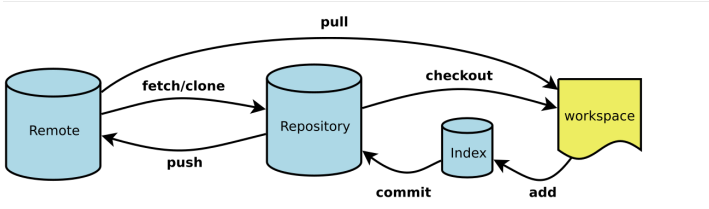 pull
fetch/clone
checkout
Remote
Repository
workspace
Index
push
commit
add